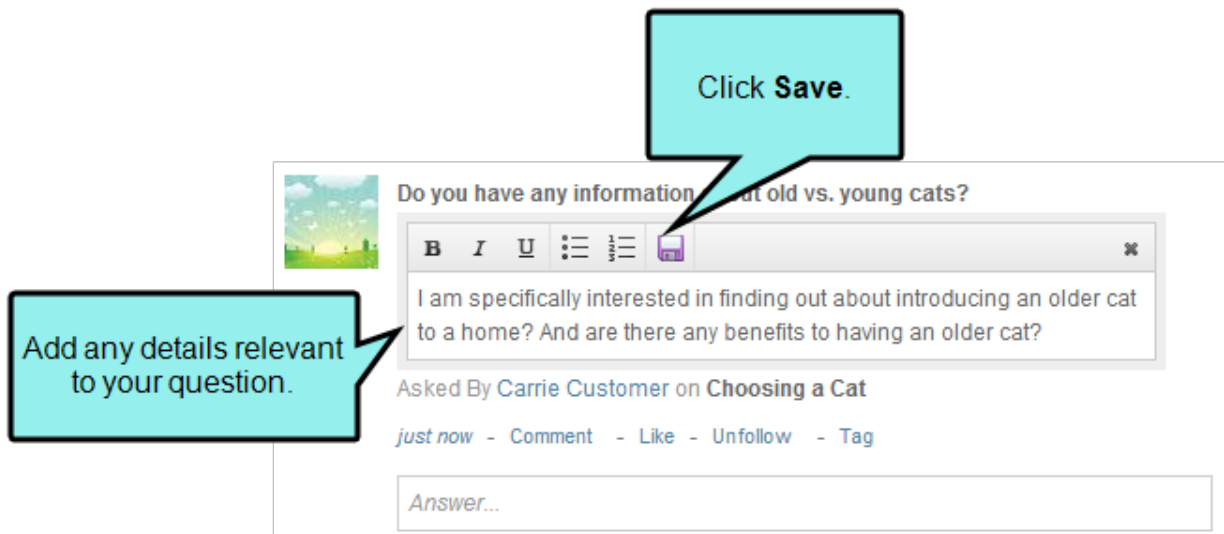 Click Save.
Do you have any information out old vs. young cats?
B I U
I am specifically interested in finding out about introducing an older cat
to a home? And are there any benefits to having an older cat?
Add any details relevant
to your question.
Asked By Carrie Customer on Choosing a Cat
just now - Comment - Like - Unfollow - Tag
Answer...